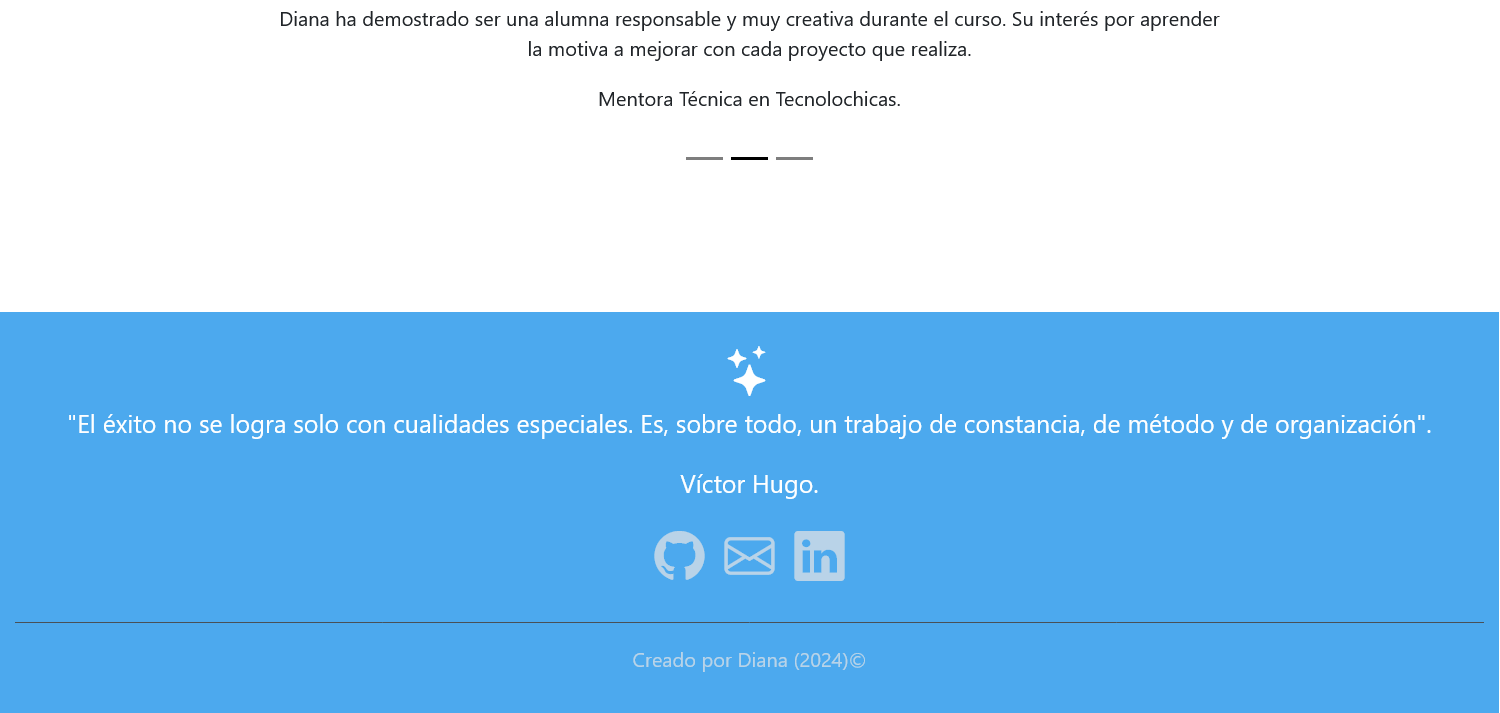 Diana ha demostrado ser una alumna responsable y muy creativa durante el curso. Su interés por aprender
la motiva a mejorar con cada proyecto que realiza.
Mentora Técnica en Tecnolochicas.
"El éxito no se logra solo con cualidades especiales. Es, sobre todo, un trabajo de constancia, de método y de organización".
Víctor Hugo.
in
Creado por Diana (2024)©